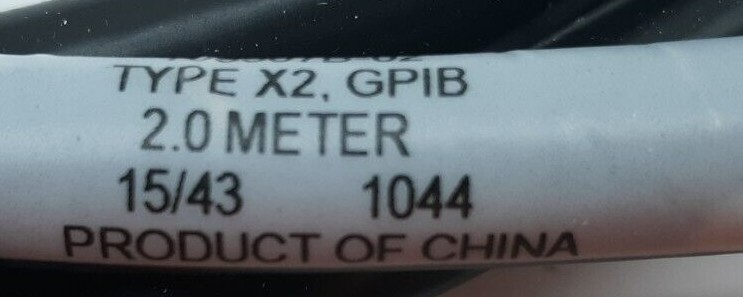 TYPE X2, GPIB
2.0 METER
15/43 1044
PRODUCT OF CHINA